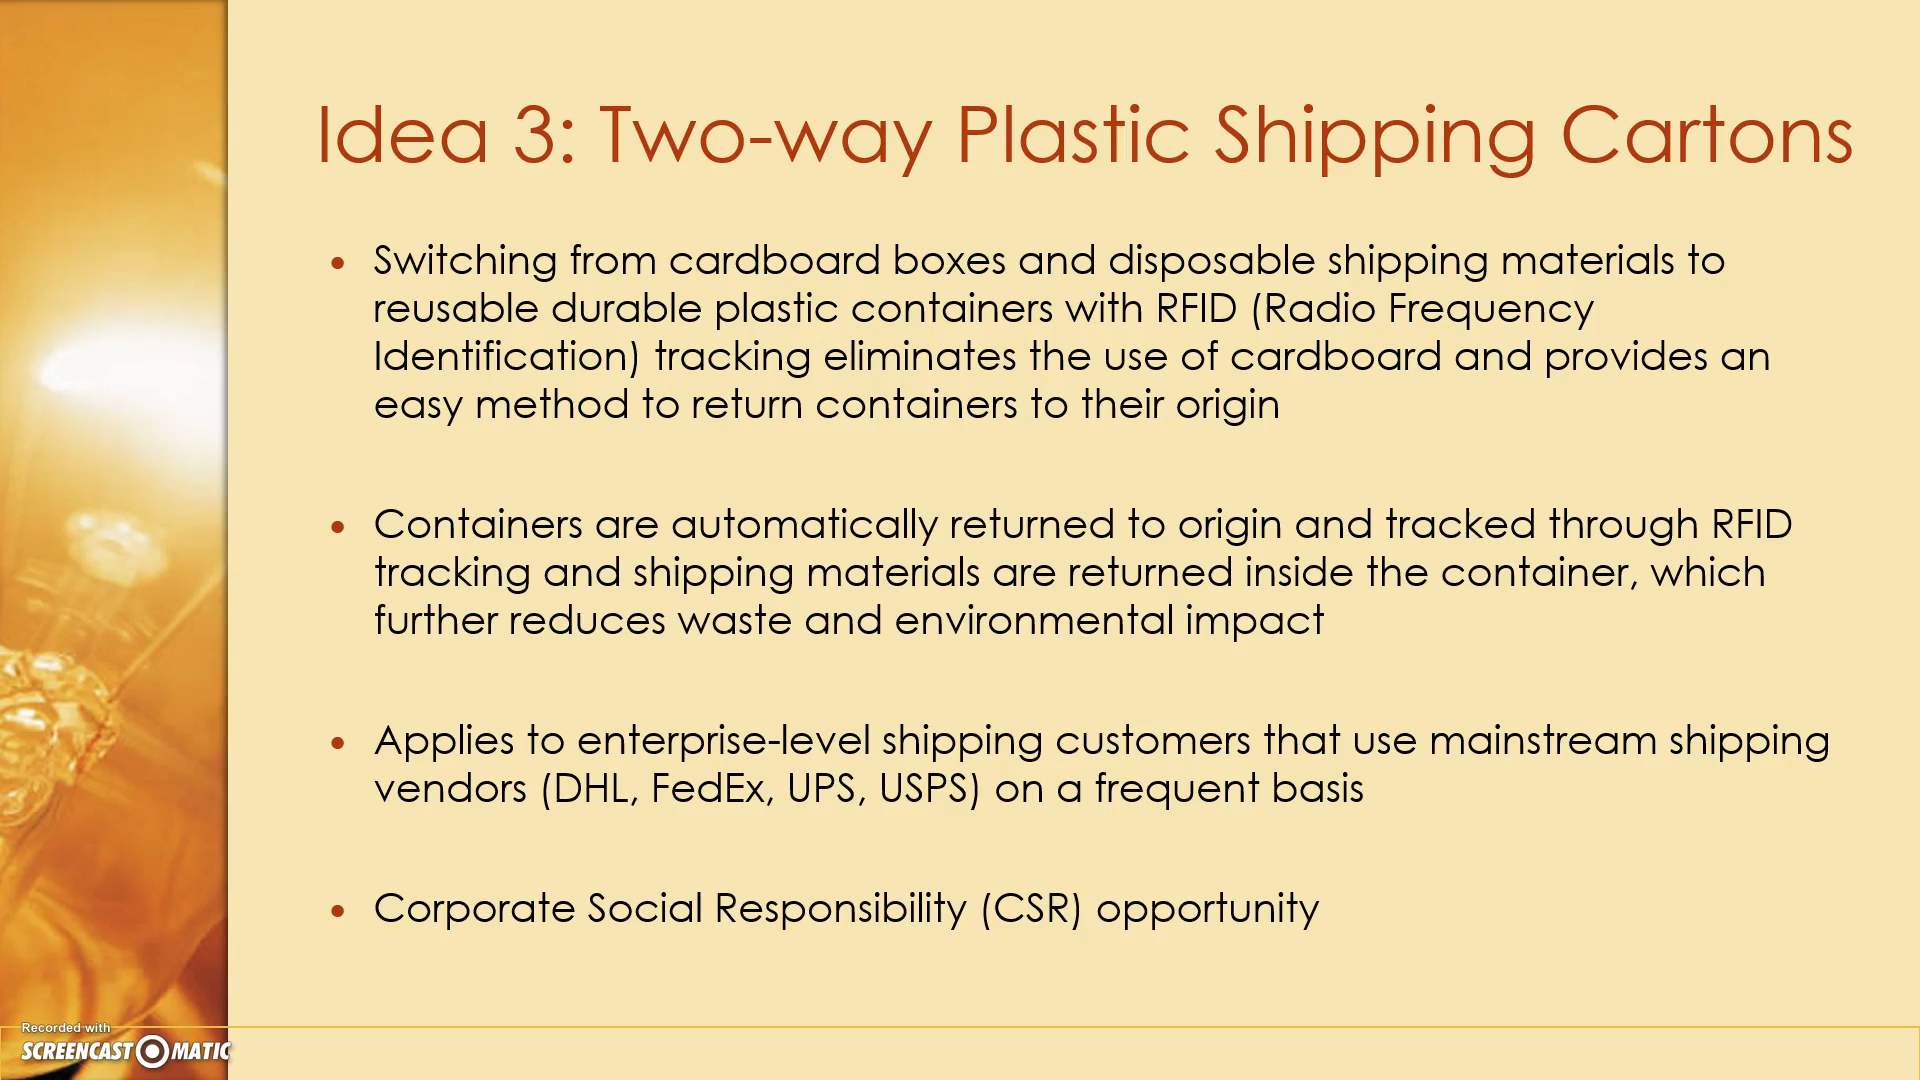 Idea 3: Two-way Plastic Shipping Cartons
• Switching from cardboard boxes and disposable shipping materials to
reusable durable plastic containers with RFID (Radio Frequency
Identification) tracking eliminates the use of cardboard and provides an
easy method to return containers to their origin
• Containers are automatically returned to origin and tracked through RFID
tracking and shipping materials are returned inside the container, which
further reduces waste and environmental impact
• Applies to enterprise-level shipping customers that use mainstream shipping
vendors (DHL, FedEx, UPS, USPS) on a frequent basis
• Corporate Social Responsibility (CSR) opportunity
Recorded with
SCREENCAST MATIC